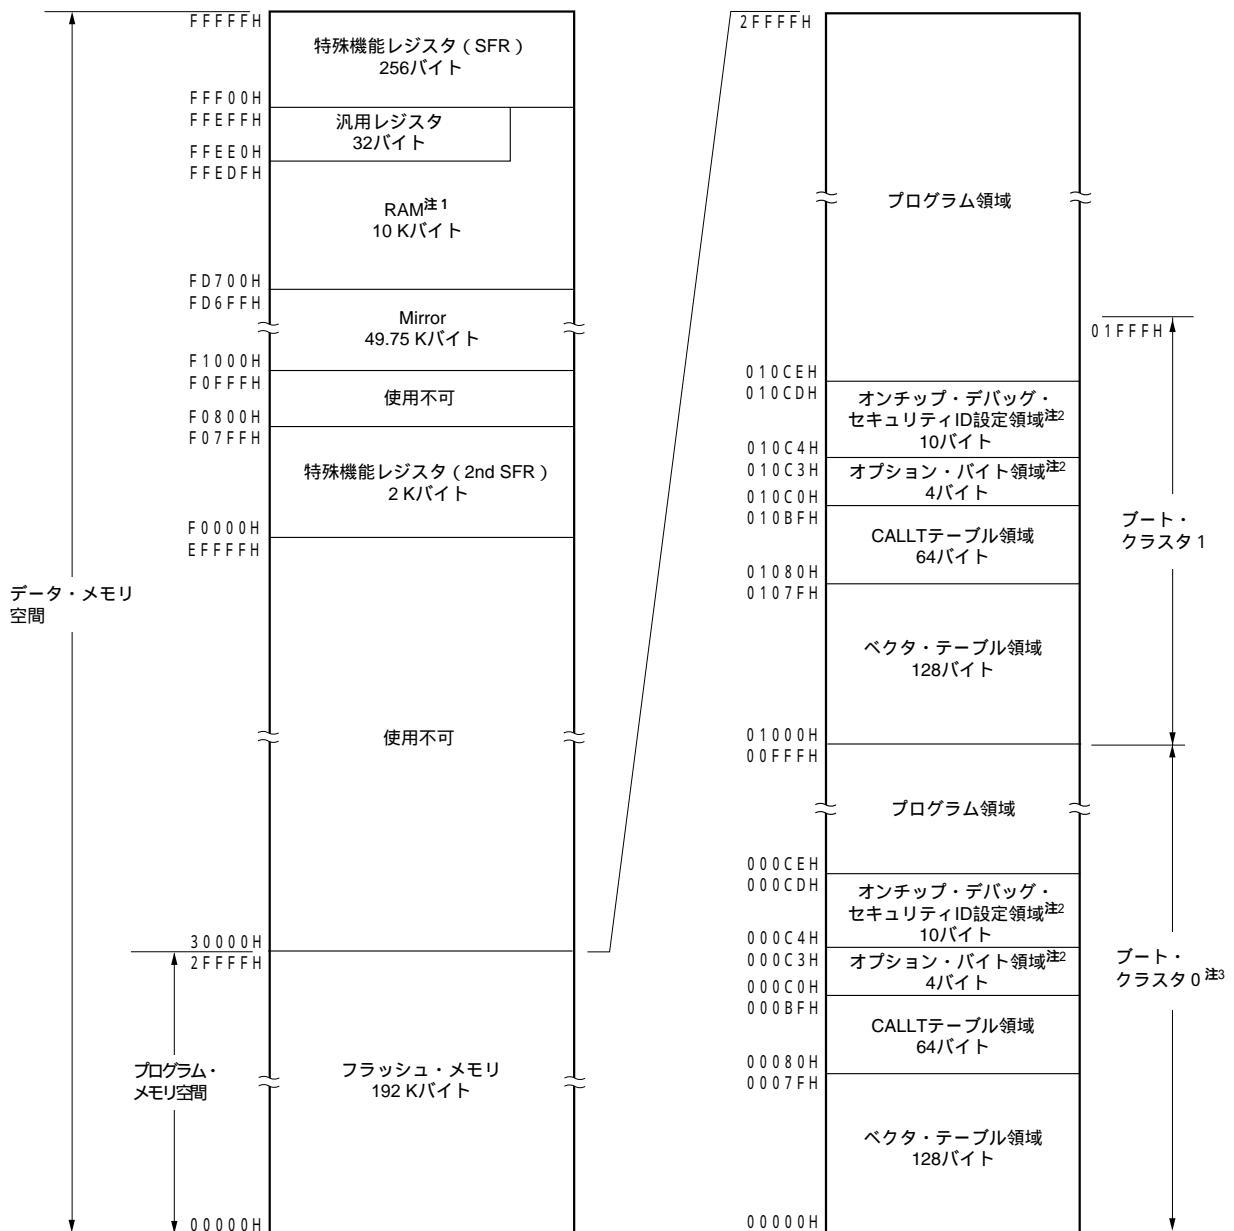 FFFFFH
特殊機能レジスタ（SFR）
256バイト
FFF00H
FFEFFH
汎用レジスタ
32バイト
FFEE0H
FFEDFH
RAM注1
10 Kバイト
FD700H
FD6FFH
Mirror
49.75 Kバイト
F1000H
F0FFFH
使用不可
F0800H
F07FFH
特殊機能レジスタ（2nd SFR）
2 Kバイト
F0000H
EFFFFH
データ・メモリ
空間
使用不可
30000H
2FFFFH
プログラム・
メモリ空間
フラッシュ・メモリ
192 Kバイト
00000H
2FFFFH
プログラム領域
01FFFH
010CEH
010CDH
オンチップ・デバッグ・
セキュリティID設定領域注2
10バイト
010C4H
010C3H
オプション・バイト領域注2
4バイト
010C0H
010BFH
CALLTテーブル領域
64バイト
ブート・
クラスタ1
01080H
0107FH
ベクタ・テーブル領域
128バイト
01000H
00FFFH
プログラム領域
000CEH
000CDH
オンチップ・デバッグ・
セキュリティID設定領域注2
10バイト
000C4H
000C3H
オプション・バイト領域注2
4バイト
ブート・
クラスタ0注3
000C0H
000BFH
CALLTテーブル領域
64バイト
00080H
0007FH
ベクタ・テーブル領域
128バイト
00000H